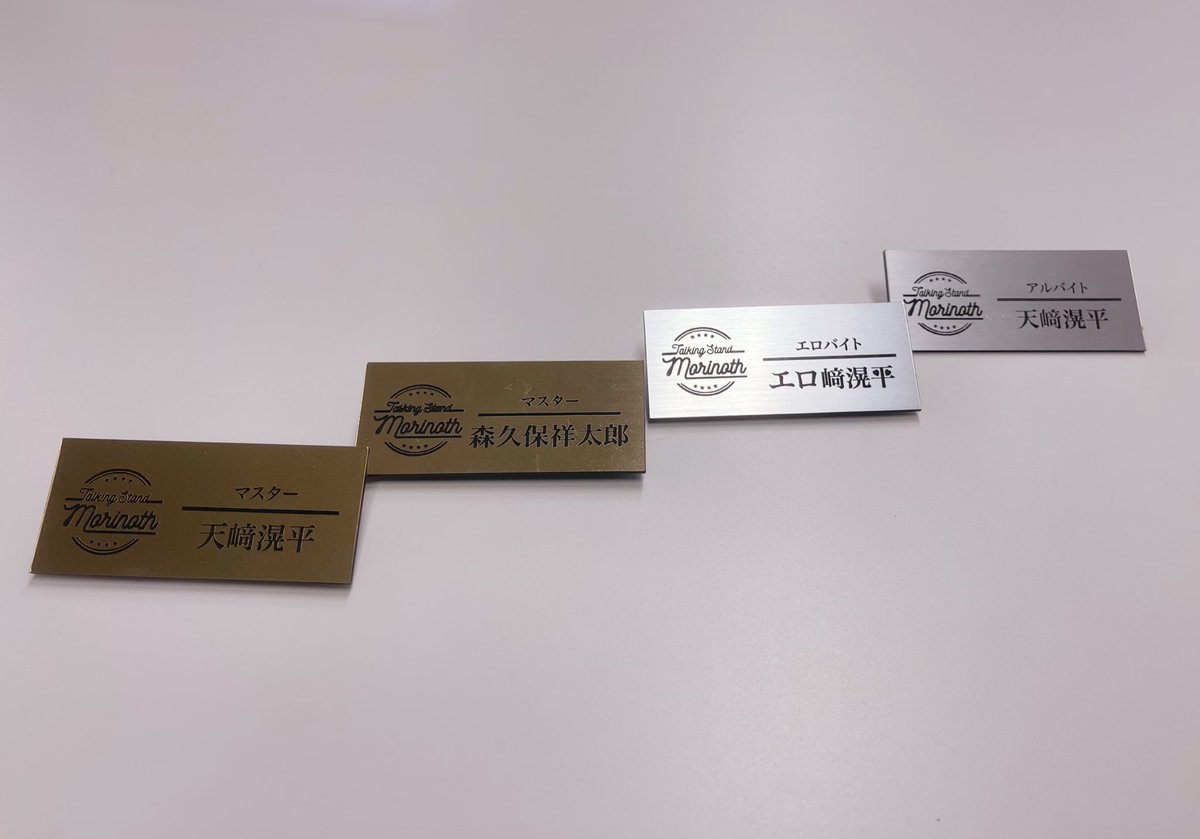 Talking Stand
Morinoth
マスター
天﨑滉平
Talking Stand
Morinoth
マスター
森久保祥太郎
Talking Stand
Morinoth
エロバイト
エロ﨑滉平
Talking Stand
Morinoth
アルバイト
天﨑滉平